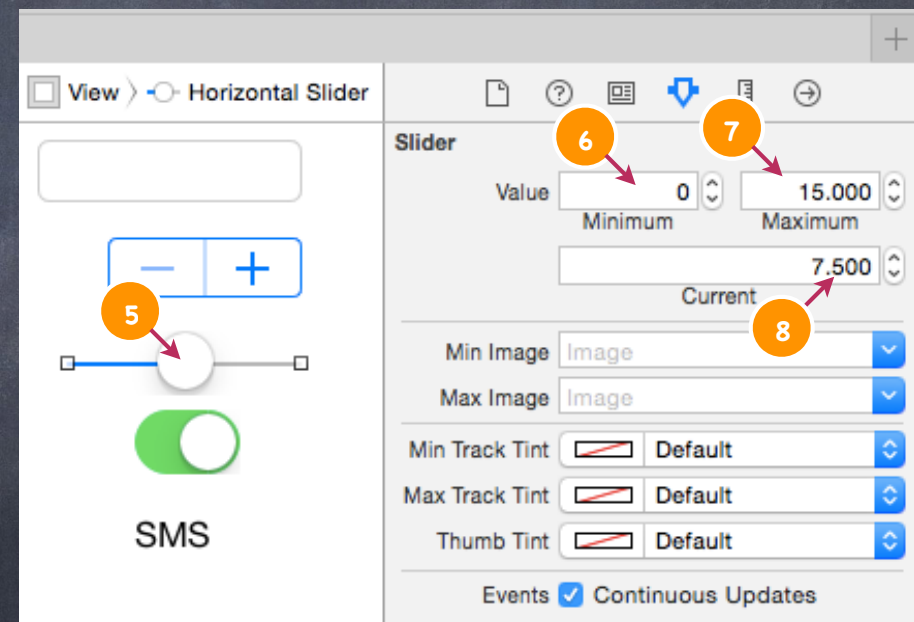 View Horizontal Slider
Slider
6
7
Value 0 15.000
Minimum Maximum
7.500
Current
5
8
Min Image Image
Max Image Image
Min Track Tint Default
Max Track Tint Default
SMS
Thumb Tint Default
Events Continuous Updates